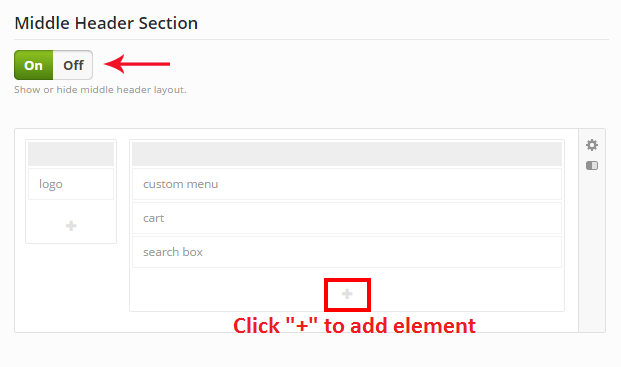 Middle Header Section
On Off
Show or hide middle header layout.
logo
custom menu
cart
search box
Click "+" to add element